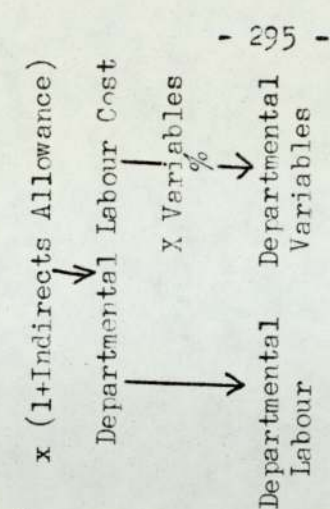 - 295 -
x (1+Indirects Allowance)
Departmental Labour Cost
X Variables
%
Departmental
Labour
Departmental
Variables